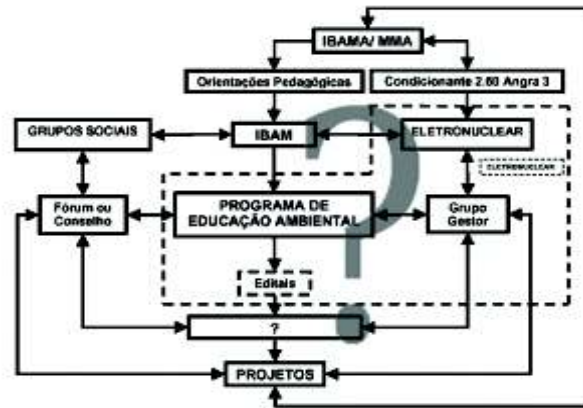 IBAMA/ MMA
Orientações Pedagógicas
Condicionante 2.60 Angra 3
GRUPOS SOCIAIS
IBAM
ELETRONUCLEAR
ELETRONUCLEAR
Fórum ou
Conselho
PROGRAMA DE
EDUCAÇÃO AMBIENTAL
Grupo
Gestor
?
Editais
?
PROJETOS